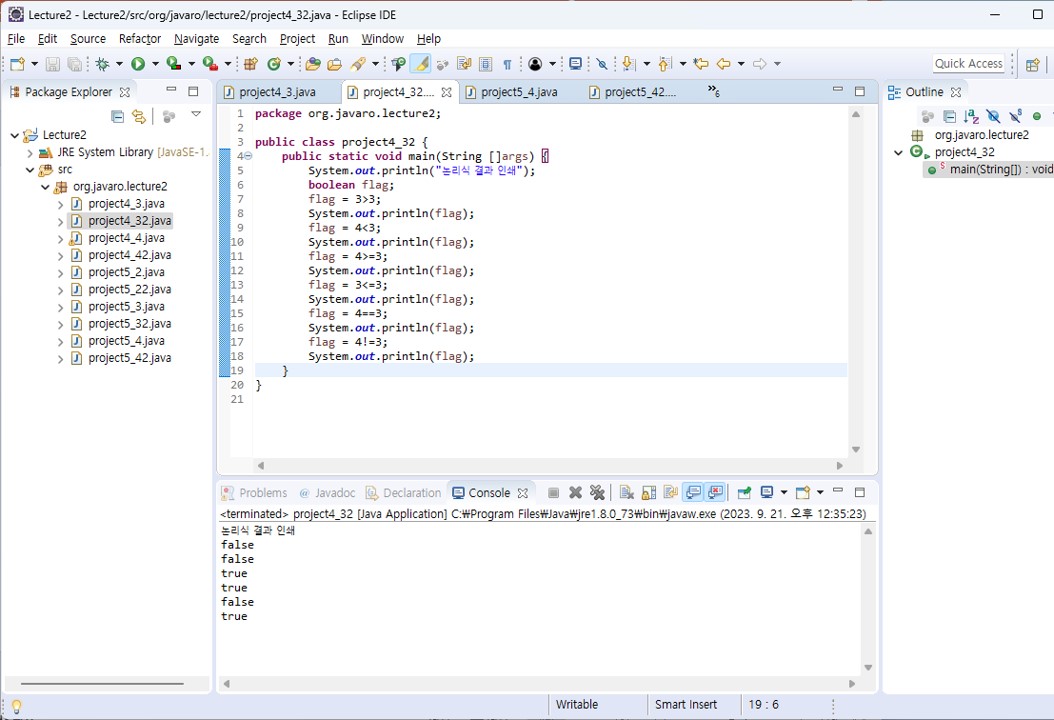 Lecture2 - Lecture2/src/org/javaro/lecture2/project4_32.java - Eclipse IDE
File Edit Source Refactor Navigate Search Project Run Window Help
Quick Access
Package Explorer
Lecture2
JRE System Library [JavaSE-1.
src
org.javaro.lecture2
project4_3.java
project4_32.java
project4_4.java
project4_42.java
project5_2.java
project5_22.java
project5_3.java
project5_32.java
project5_4.java
project5_42.java
project4_3.java project4_32.... project5_4.java project5_42.... »6
1 package org.javaro.lecture2;
2
3 public class project4_32 {
4 public static void main(String []args) {
5 System.out.println("논리식 결과 인쇄");
6 boolean flag;
7 flag = 3>3;
8 System.out.println(flag);
9 flag = 4<3;
10 System.out.println(flag);
11 flag = 4>=3;
12 System.out.println(flag);
13 flag = 3<=3;
14 System.out.println(flag);
15 flag = 4==3;
16 System.out.println(flag);
17 flag = 4!=3;
18 System.out.println(flag);
19 }
20 }
21
Outline
org.javaro.lecture2
project4_32
main(String[]) : void
Problems @ Javadoc Declaration Console
<terminated> project4_32 [Java Application] C:₩Program Files₩Java₩jre1.8.0_73₩bin₩javaw.exe (2023. 9. 21. 오후 12:35:23)
논리식 결과 인쇄
false
false
true
true
false
true
Writable Smart Insert 19 : 6